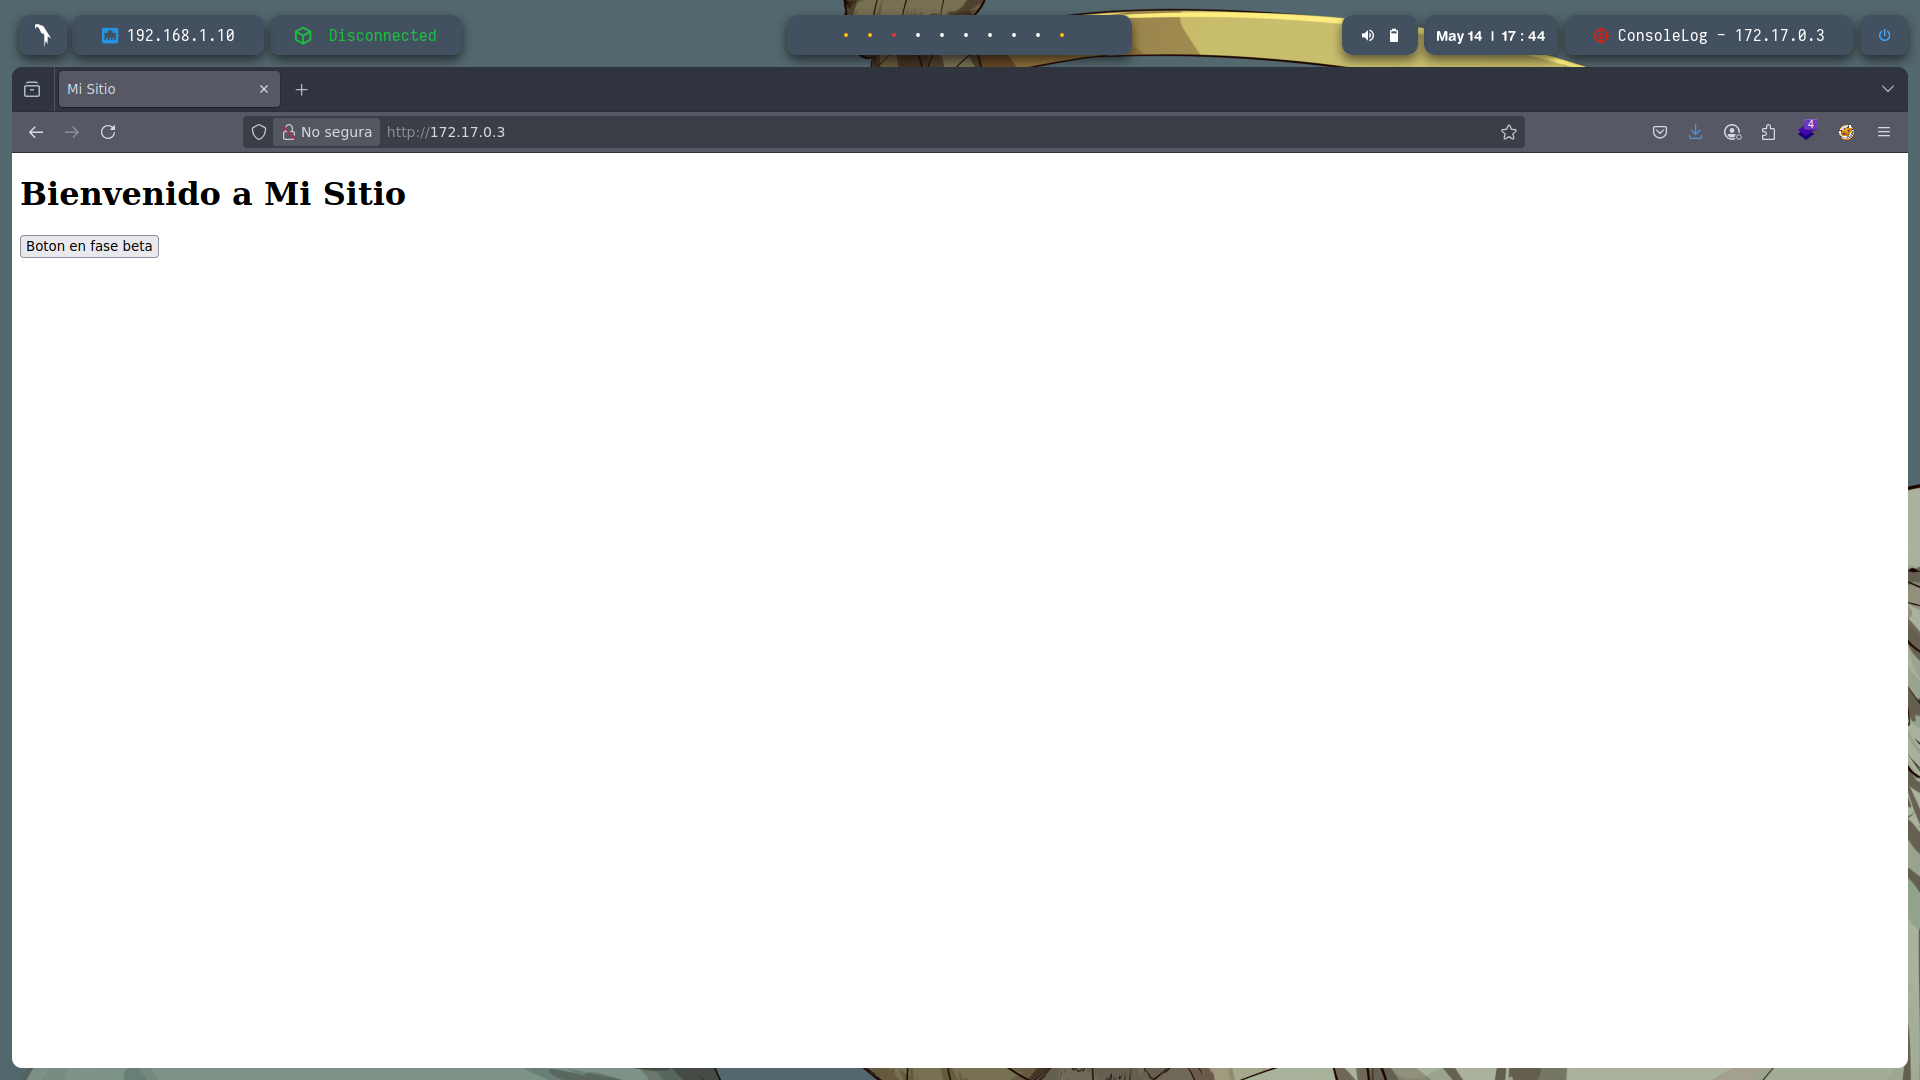 192.168.1.10
Disconnected
May 14 | 17 : 44
ConsoleLog - 172.17.0.3
Mi Sitio
No segura
http://172.17.0.3
4
Bienvenido a Mi Sitio
Boton en fase beta